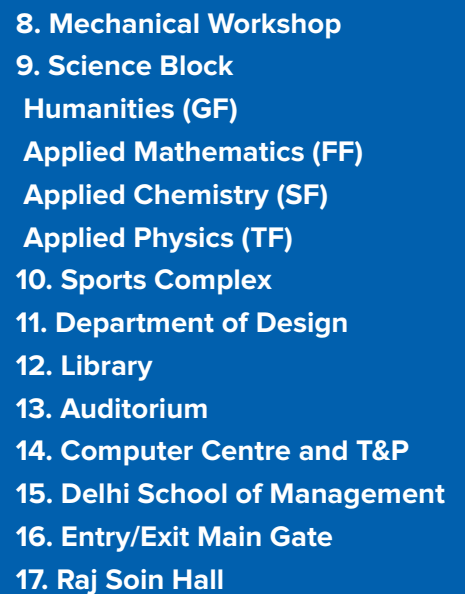 8. Mechanical Workshop
9. Science Block
Humanities (GF)
Applied Mathematics (FF)
Applied Chemistry (SF)
Applied Physics (TF)
10. Sports Complex
11. Department of Design
12. Library
13. Auditorium
14. Computer Centre and T&P
15. Delhi School of Management
16. Entry/Exit Main Gate
17. Raj Soin Hall